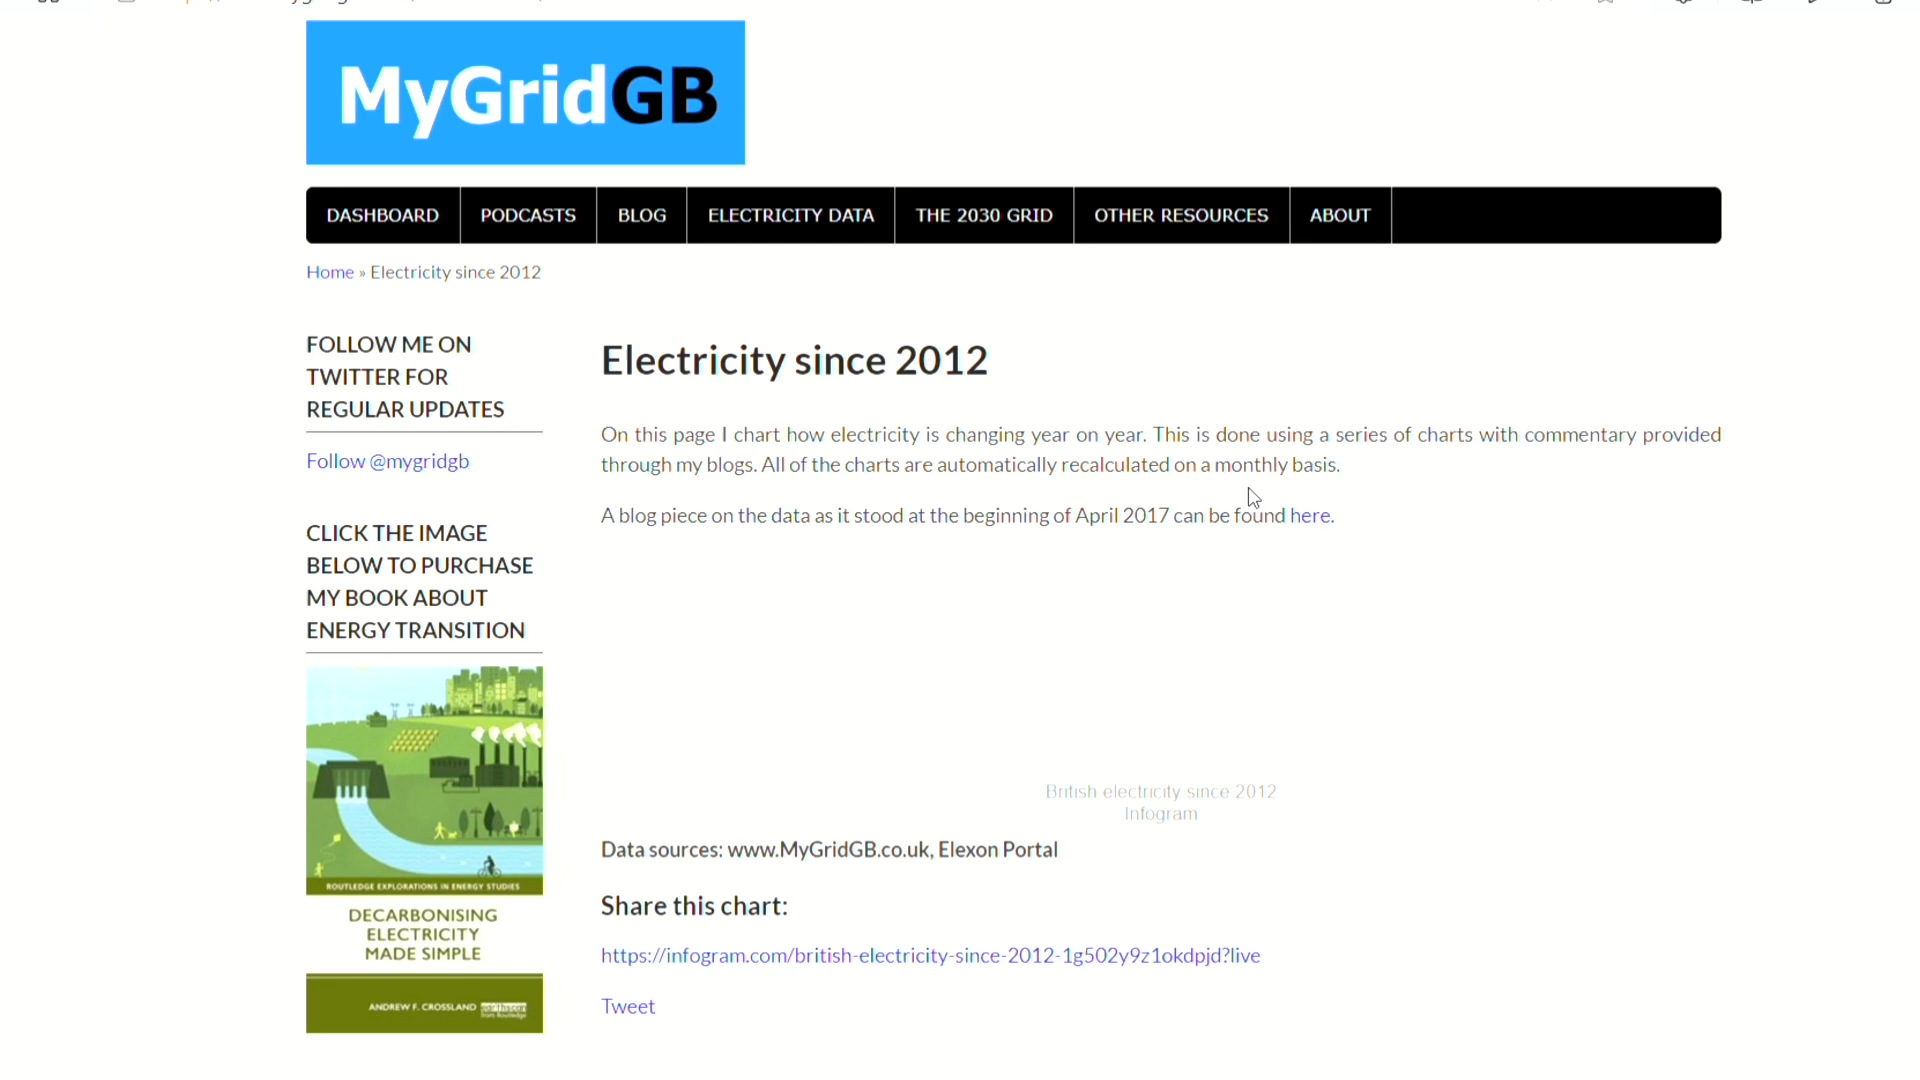 MyGridGB
DASHBOARD PODCASTS BLOG ELECTRICITY DATA THE 2030 GRID OTHER RESOURCES ABOUT
Home » Electricity since 2012
FOLLOW ME ON
TWITTER FOR
REGULAR UPDATES
Follow @mygridgb
CLICK THE IMAGE
BELOW TO PURCHASE
MY BOOK ABOUT
ENERGY TRANSITION
ROUTLEDGE EXPLORATIONS IN ENERGY STUDIES
DECARBONISING
ELECTRICITY
MADE SIMPLE
ANDREW F. CROSSLAND
earthscan
from Routledge
Electricity since 2012
On this page I chart how electricity is changing year on year. This is done using a series of charts with commentary provided
through my blogs. All of the charts are automatically recalculated on a monthly basis.
A blog piece on the data as it stood at the beginning of April 2017 can be found here.
British electricity since 2012
Infogram
Data sources: www.MyGridGB.co.uk, Elexon Portal
Share this chart:
https://infogram.com/british-electricity-since-2012-1g502y9z1okdpjd?live
Tweet